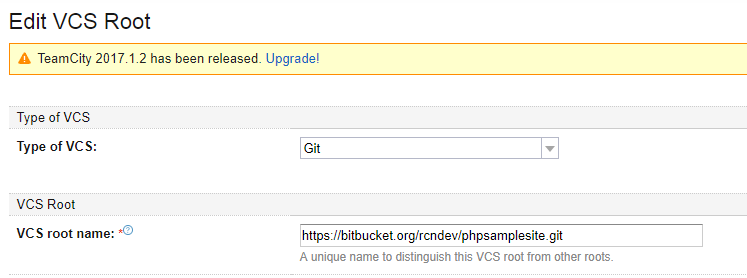 Edit VCS Root
TeamCity 2017.1.2 has been released. Upgrade!
Type of VCS
Type of VCS: Git
VCS Root
VCS root name: *? https://bitbucket.org/rcndev/phpsamplesite.git
A unique name to distinguish this VCS root from other roots.